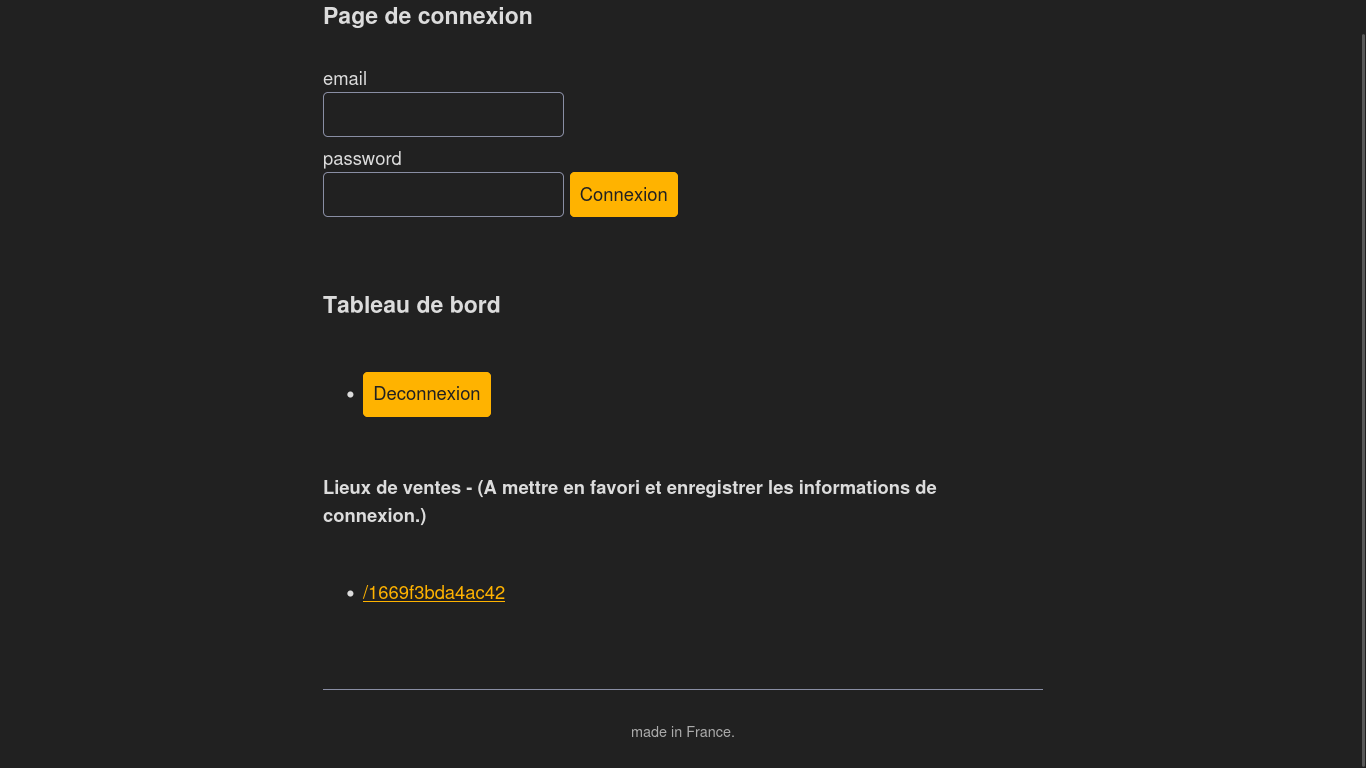 Page de connexion
email
password
Connexion
Tableau de bord
Deconnexion
Lieux de ventes - (A mettre en favori et enregistrer les informations de
connexion.)
/1669f3bda4ac42
made in France.